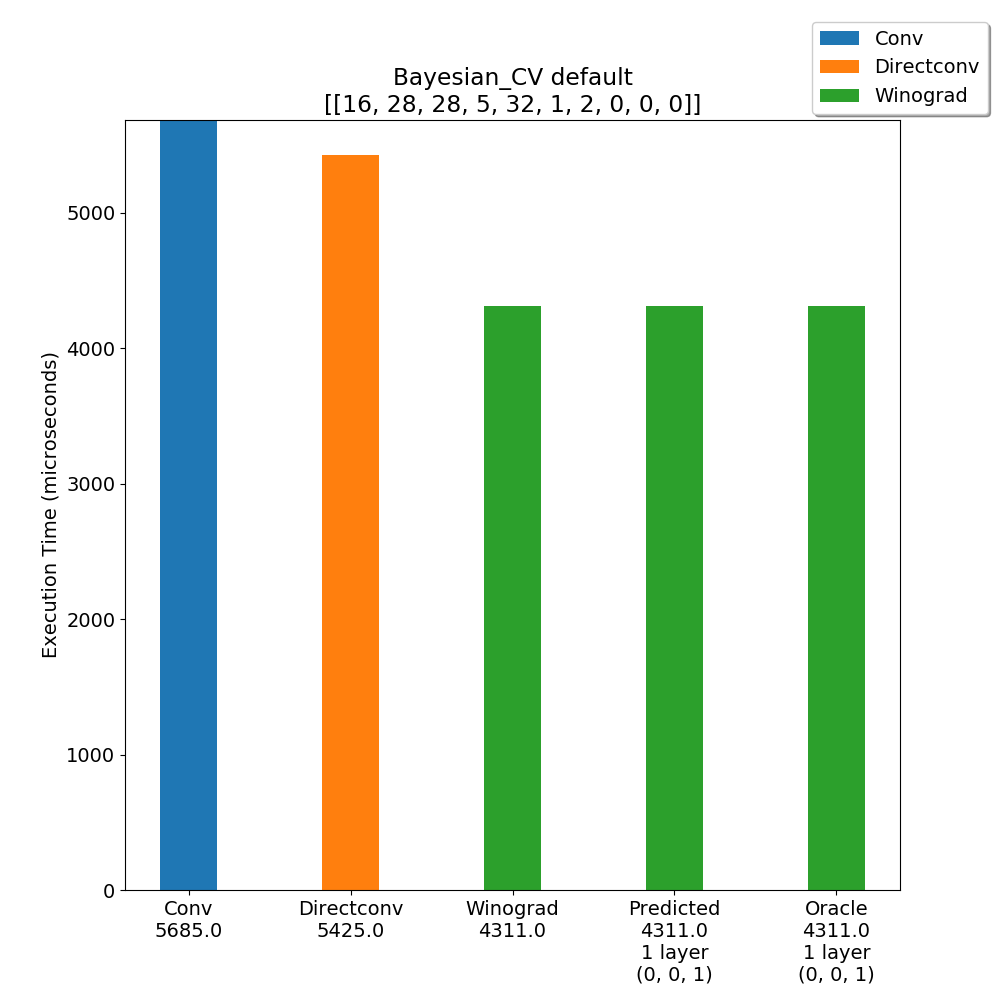 Conv
Directconv
Winograd
Bayesian_CV default
[[16, 28, 28, 5, 32, 1, 2, 0, 0, 0]]
Execution Time (microseconds)
5000
4000
3000
2000
1000
0
Conv
5685.0
Directconv
5425.0
Winograd
4311.0
Predicted
4311.0
1 layer
(0, 0, 1)
Oracle
4311.0
1 layer
(0, 0, 1)